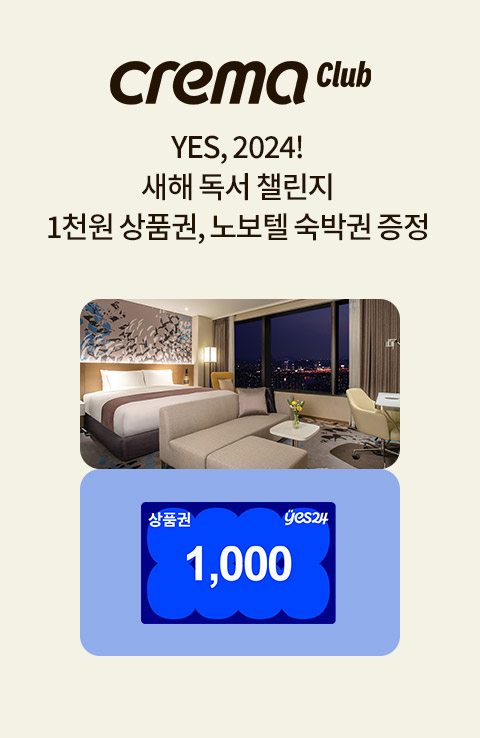 crema Club
YES, 2024!
새해 독서 챌린지
1천원 상품권, 노보텔 숙박권 증정
상품권 yes24
1,000